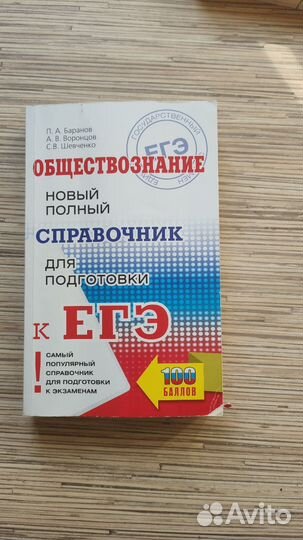 П. А. Баранов
А. В. Воронцов
С. В. Шевченко
ГОСУДАРСТВЕННЫЙ
ЕГЭ
ОБЩЕСТВОЗНАНИЕ
НОВЫЙ
ПОЛНЫЙ
СПРАВОЧНИК
ДЛЯ
ПОДГОТОВКИ
К ЕГЭ
! САМЫЙ
ПОПУЛЯРНЫЙ
СПРАВОЧНИК
ДЛЯ ПОДГОТОВКИ
К ЭКЗАМЕНАМ
100
БАЛЛОВ
Avito